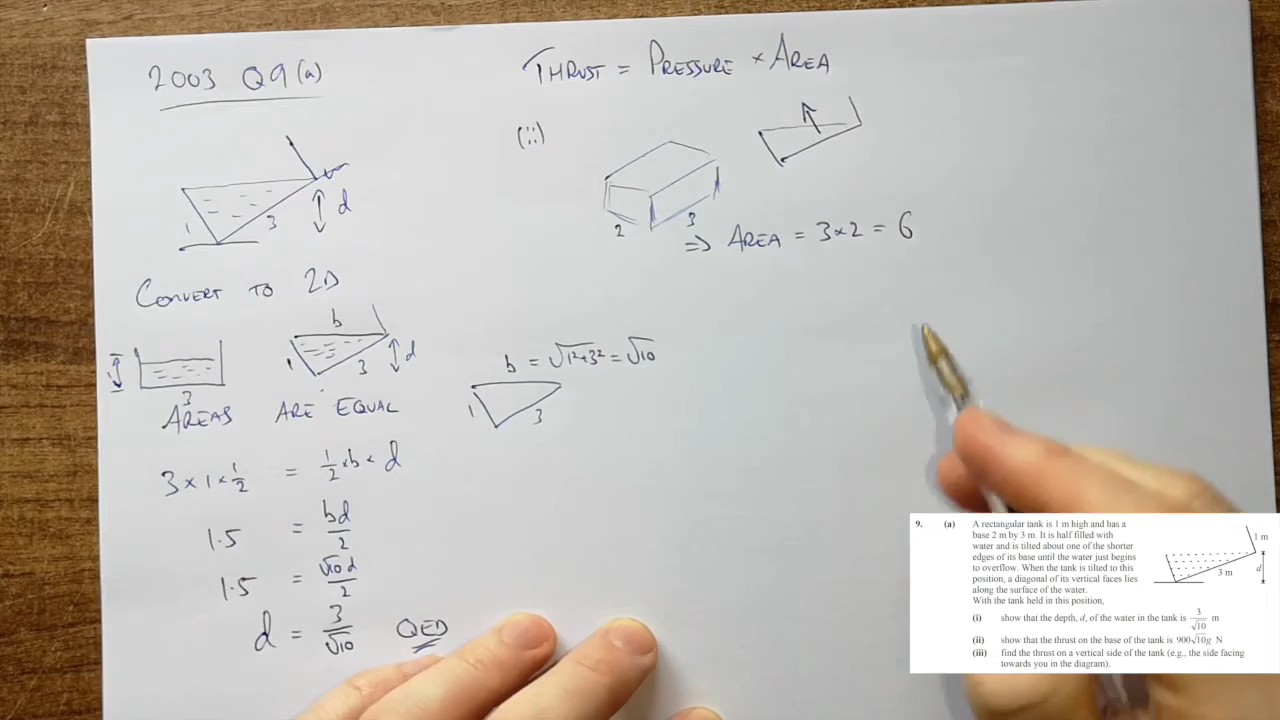 2003 Q9(a)
1
3
d
CONVERT TO 2D
3
b
1
3
d
AREAS ARE EQUAL
3 × 1 × 1/2 = 1/2 × b × d
1.5 = bd/2
1.5 = √10 d/2
d = 3/√10 QED
b = √1²+3² = √10
1
3
THRUST = PRESSURE × AREA
(ii)
2
3
⇒ AREA = 3×2 = 6
9. (a) A rectangular tank is 1 m high and has a
base 2 m by 3 m. It is half filled with
water and is tilted about one of the shorter
edges of its base until the water just begins
to overflow. When the tank is tilted to this
position, a diagonal of its vertical faces lies
along the surface of the water.
With the tank held in this position,
(i) show that the depth, d, of the water in the tank is 3/√10 m
(ii) show that the thrust on the base of the tank is 900√10g N
(iii) find the thrust on a vertical side of the tank (e.g., the side facing
towards you in the diagram).
1 m
3 m
d